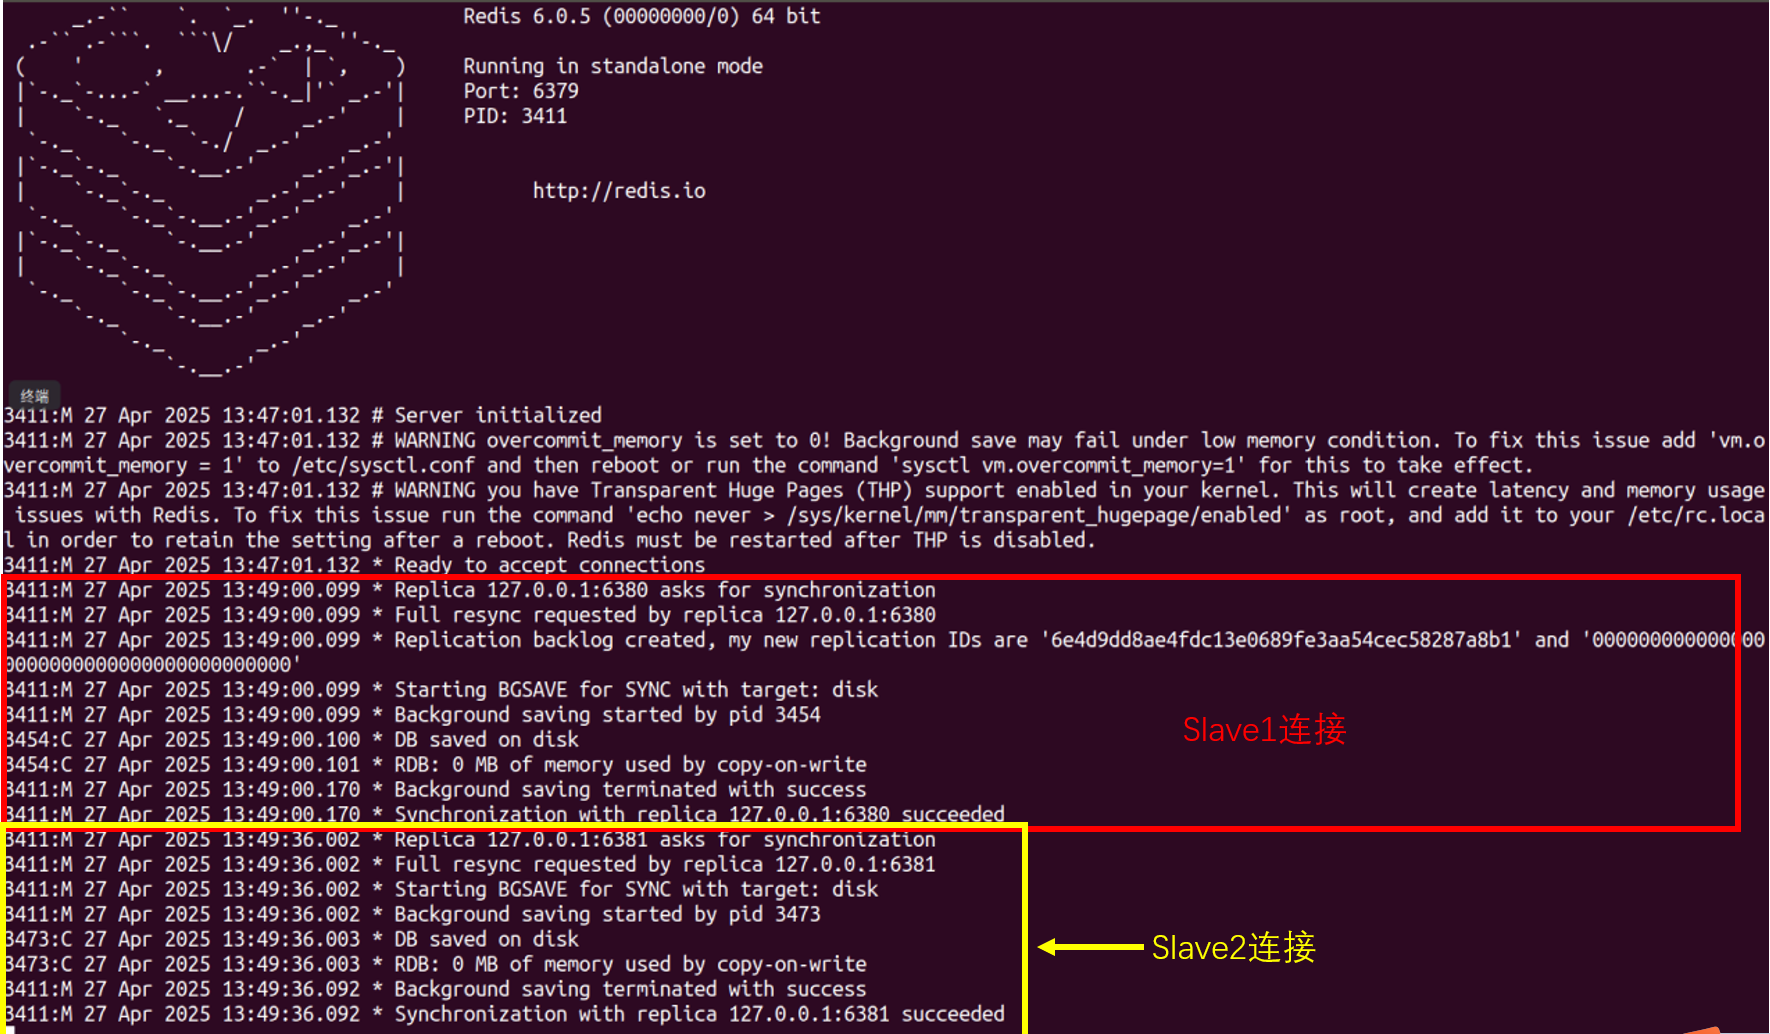 Redis 6.0.5 (00000000/0) 64 bit
Running in standalone mode
Port: 6379
PID: 3411
http://redis.io
终端
3411:M 27 Apr 2025 13:47:01.132 # Server initialized
3411:M 27 Apr 2025 13:47:01.132 # WARNING overcommit_memory is set to 0! Background save may fail under low memory condition. To fix this issue add 'vm.o
vercommit_memory = 1' to /etc/sysctl.conf and then reboot or run the command 'sysctl vm.overcommit_memory=1' for this to take effect.
3411:M 27 Apr 2025 13:47:01.132 # WARNING you have Transparent Huge Pages (THP) support enabled in your kernel. This will create latency and memory usage
issues with Redis. To fix this issue run the command 'echo never > /sys/kernel/mm/transparent_hugepage/enabled' as root, and add it to your /etc/rc.loca
l in order to retain the setting after a reboot. Redis must be restarted after THP is disabled.
3411:M 27 Apr 2025 13:47:01.132 * Ready to accept connections
3411:M 27 Apr 2025 13:49:00.099 * Replica 127.0.0.1:6380 asks for synchronization
3411:M 27 Apr 2025 13:49:00.099 * Full resync requested by replica 127.0.0.1:6380
3411:M 27 Apr 2025 13:49:00.099 * Replication backlog created, my new replication IDs are '6e4d9dd8ae4fdc13e0689fe3aa54cec58287a8b1' and '000000000000000
0000000000000000000000000'
3411:M 27 Apr 2025 13:49:00.099 * Starting BGSAVE for SYNC with target: disk
3411:M 27 Apr 2025 13:49:00.099 * Background saving started by pid 3454
3454:C 27 Apr 2025 13:49:00.100 * DB saved on disk
3454:C 27 Apr 2025 13:49:00.101 * RDB: 0 MB of memory used by copy-on-write
3411:M 27 Apr 2025 13:49:00.170 * Background saving terminated with success
3411:M 27 Apr 2025 13:49:00.170 * Synchronization with replica 127.0.0.1:6380 succeeded
Slave1连接
3411:M 27 Apr 2025 13:49:36.002 * Replica 127.0.0.1:6381 asks for synchronization
3411:M 27 Apr 2025 13:49:36.002 * Full resync requested by replica 127.0.0.1:6381
3411:M 27 Apr 2025 13:49:36.002 * Starting BGSAVE for SYNC with target: disk
3411:M 27 Apr 2025 13:49:36.002 * Background saving started by pid 3473
3473:C 27 Apr 2025 13:49:36.003 * DB saved on disk
3473:C 27 Apr 2025 13:49:36.003 * RDB: 0 MB of memory used by copy-on-write
3411:M 27 Apr 2025 13:49:36.092 * Background saving terminated with success
3411:M 27 Apr 2025 13:49:36.092 * Synchronization with replica 127.0.0.1:6381 succeeded
Slave2连接